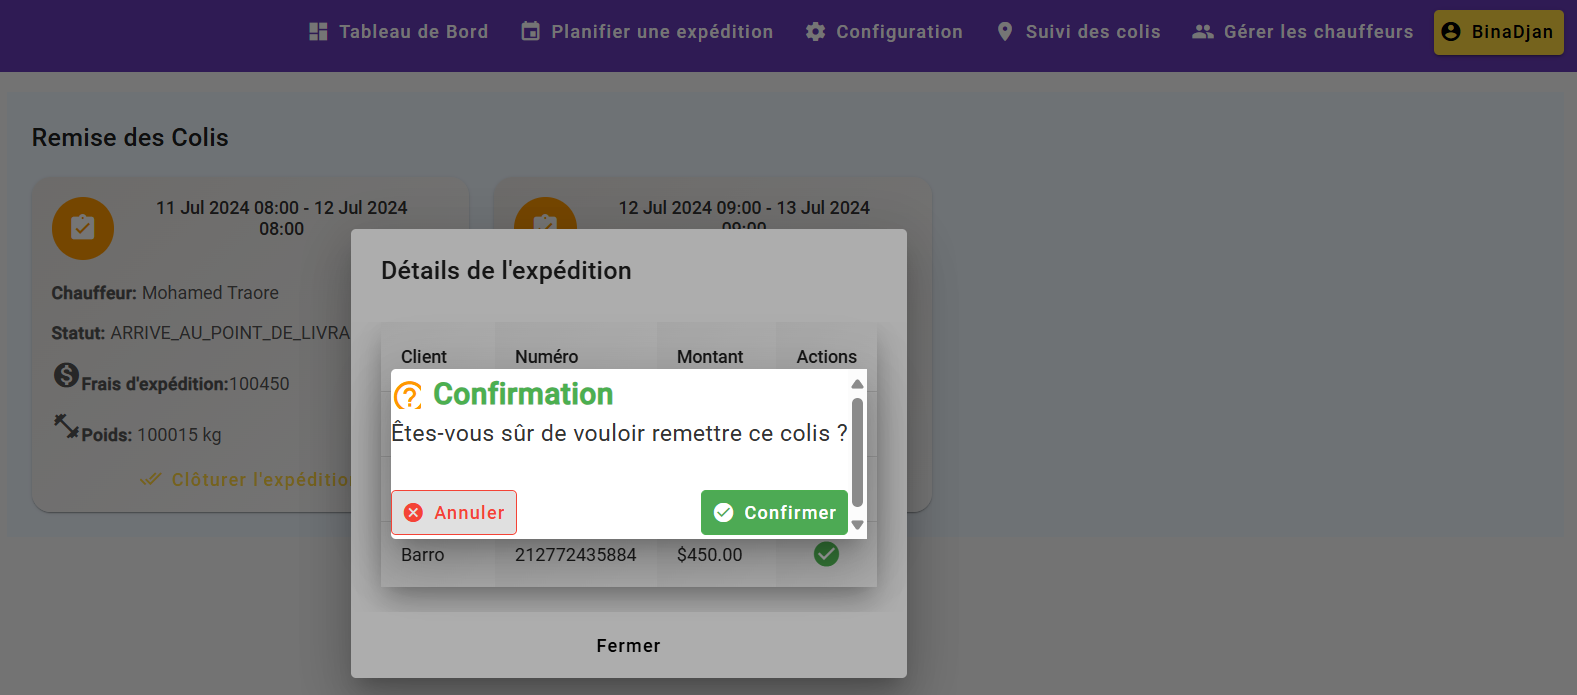 Tableau de Bord
Planifier une expédition
Configuration
Suivi des colis
Gérer les chauffeurs
BinaDjan
Remise des Colis
11 Jul 2024 08:00 - 12 Jul 2024
08:00
Chauffeur: Mohamed Traore
Statut: ARRIVE_AU_POINT_DE_LIVRA
Frais d'expédition:100450
Poids: 100015 kg
Clôturer l'expéditio
12 Jul 2024 09:00 - 13 Jul 2024
09:00
Détails de l'expédition
Client Numéro Montant Actions
Confirmation
Êtes-vous sûr de vouloir remettre ce colis ?
Annuler
Confirmer
Barro 212772435884 $450.00
Fermer